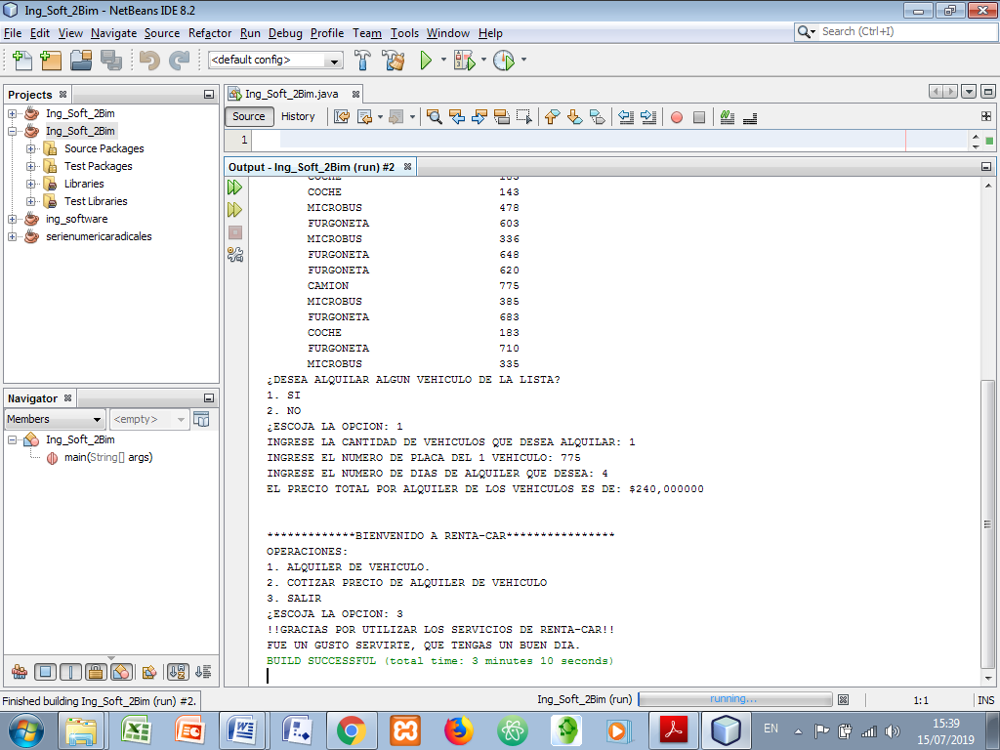 Ing_Soft_2Bim - NetBeans IDE 8.2
File Edit View Navigate Source Refactor Run Debug Profile Team Tools Window Help
Search (Ctrl+I)
<default config>
Projects
Ing_Soft_2Bim
Ing_Soft_2Bim
Source Packages
Test Packages
Libraries
Test Libraries
ing_software
serienumericaradicales
Navigator
Members
<empty>
Ing_Soft_2Bim
main(String[] args)
Ing_Soft_2Bim.java
Source History
1
Output - Ing_Soft_2Bim (run) #2
COCHE
COCHE 143
MICROBUS 478
FURGONETA 603
MICROBUS 336
FURGONETA 648
FURGONETA 620
CAMION 775
MICROBUS 385
FURGONETA 683
COCHE 183
FURGONETA 710
MICROBUS 335
¿DESEA ALQUILAR ALGUN VEHICULO DE LA LISTA?
1. SI
2. NO
¿ESCOJA LA OPCION: 1
INGRESE LA CANTIDAD DE VEHICULOS QUE DESEA ALQUILAR: 1
INGRESE EL NUMERO DE PLACA DEL 1 VEHICULO: 775
INGRESE EL NUMERO DE DIAS DE ALQUILER QUE DESEA: 4
EL PRECIO TOTAL POR ALQUILER DE LOS VEHICULOS ES DE: $240,000000
*************BIENVENIDO A RENTA-CAR****************
OPERACIONES:
1. ALQUILER DE VEHICULO.
2. COTIZAR PRECIO DE ALQUILER DE VEHICULO
3. SALIR
¿ESCOJA LA OPCION: 3
!!GRACIAS POR UTILIZAR LOS SERVICIOS DE RENTA-CAR!!
FUE UN GUSTO SERVIRTE, QUE TENGAS UN BUEN DIA.
BUILD SUCCESSFUL (total time: 3 minutes 10 seconds)
Finished building Ing_Soft_2Bim (run) #2.
Ing_Soft_2Bim (run)
running...
1:1
INS
EN
15:39
15/07/2019